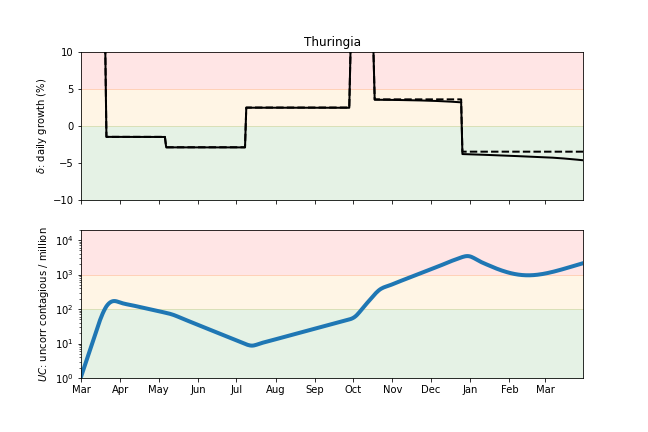 Thuringia
δ: daily growth (%)
10
5
0
−5
−10
UC: uncorr contagious / million
10⁴
10³
10²
10¹
10⁰
Mar Apr May Jun Jul Aug Sep Oct Nov Dec Jan Feb Mar